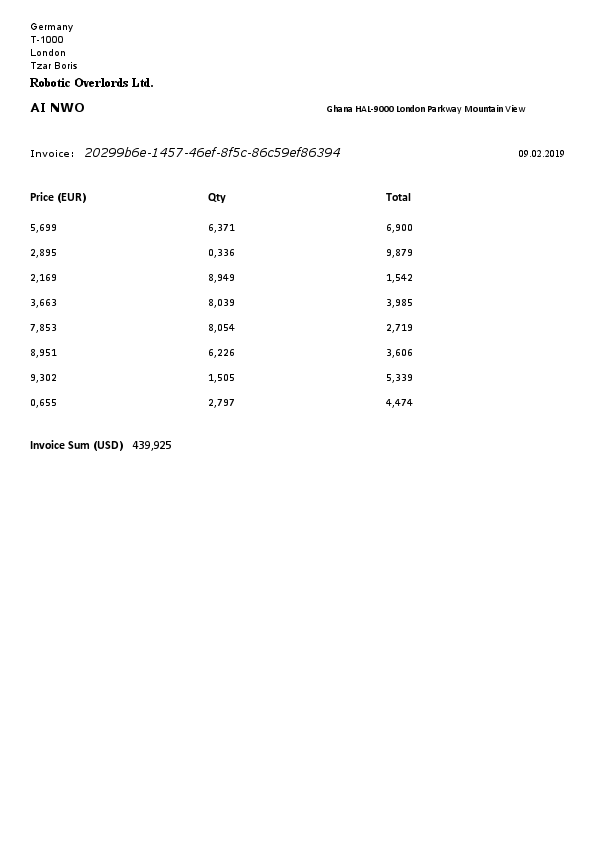 Germany
T-1000
London
Tzar Boris
Robotic Overlords Ltd.
AI NWO Ghana HAL-9000 London Parkway Mountain View
Invoice: 20299b6e-1457-46ef-8f5c-86c59ef86394 09.02.2019
Price (EUR) Qty Total
5,699 6,371 6,900
2,895 0,336 9,879
2,169 8,949 1,542
3,663 8,039 3,985
7,853 8,054 2,719
8,951 6,226 3,606
9,302 1,505 5,339
0,655 2,797 4,474
Invoice Sum (USD) 439,925